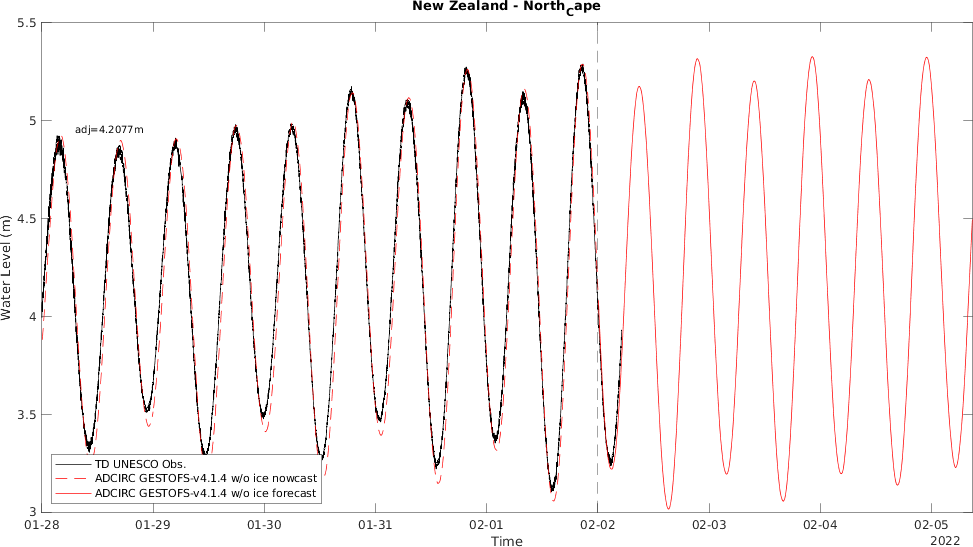 New Zealand - NorthCape
5.5
5
4.5
4
3.5
3
Water Level (m)
adj=4.2077m
TD UNESCO Obs.
ADCIRC GESTOFS-v4.1.4 w/o ice nowcast
ADCIRC GESTOFS-v4.1.4 w/o ice forecast
01-28 01-29 01-30 01-31 02-01 02-02 02-03 02-04 02-05
Time
2022